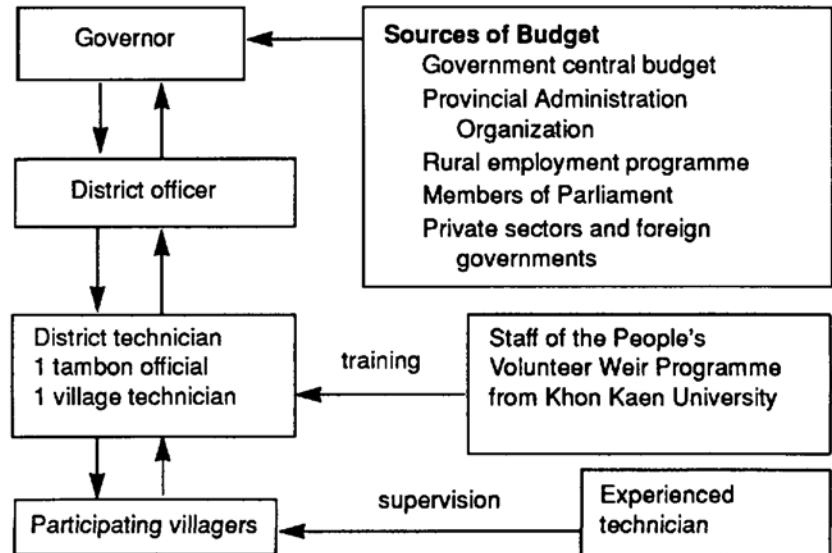 Governor
Sources of Budget
Government central budget
Provincial Administration
Organization
Rural employment programme
Members of Parliament
Private sectors and foreign
governments
District officer
District technician
1 tambon official
1 village technician
training
Staff of the People's
Volunteer Weir Programme
from Khon Kaen University
Participating villagers
supervision
Experienced
technician